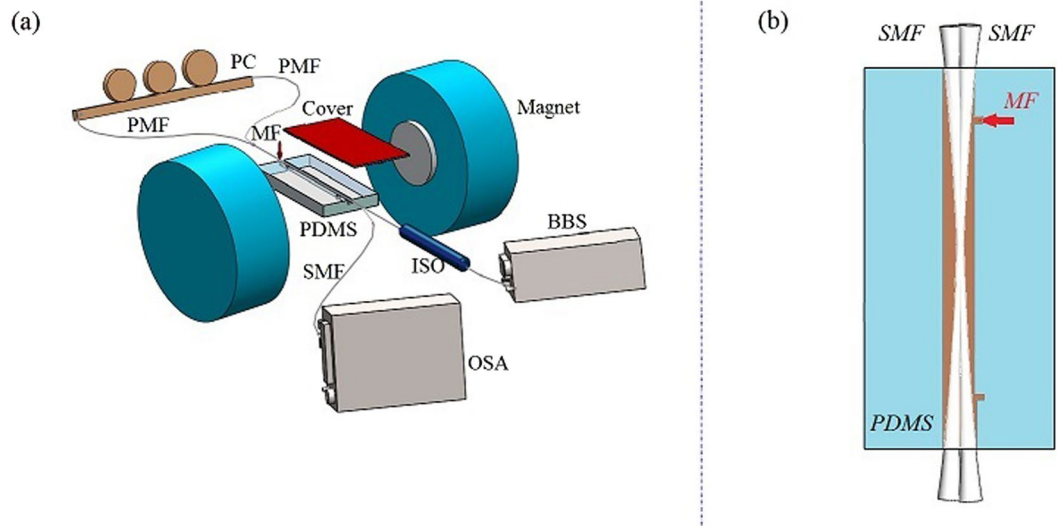 (a)
PC
PMF
Cover
Magnet
PMF
MF
PDMS
BBS
SMF
ISO
OSA
(b)
SMF
SMF
MF
PDMS